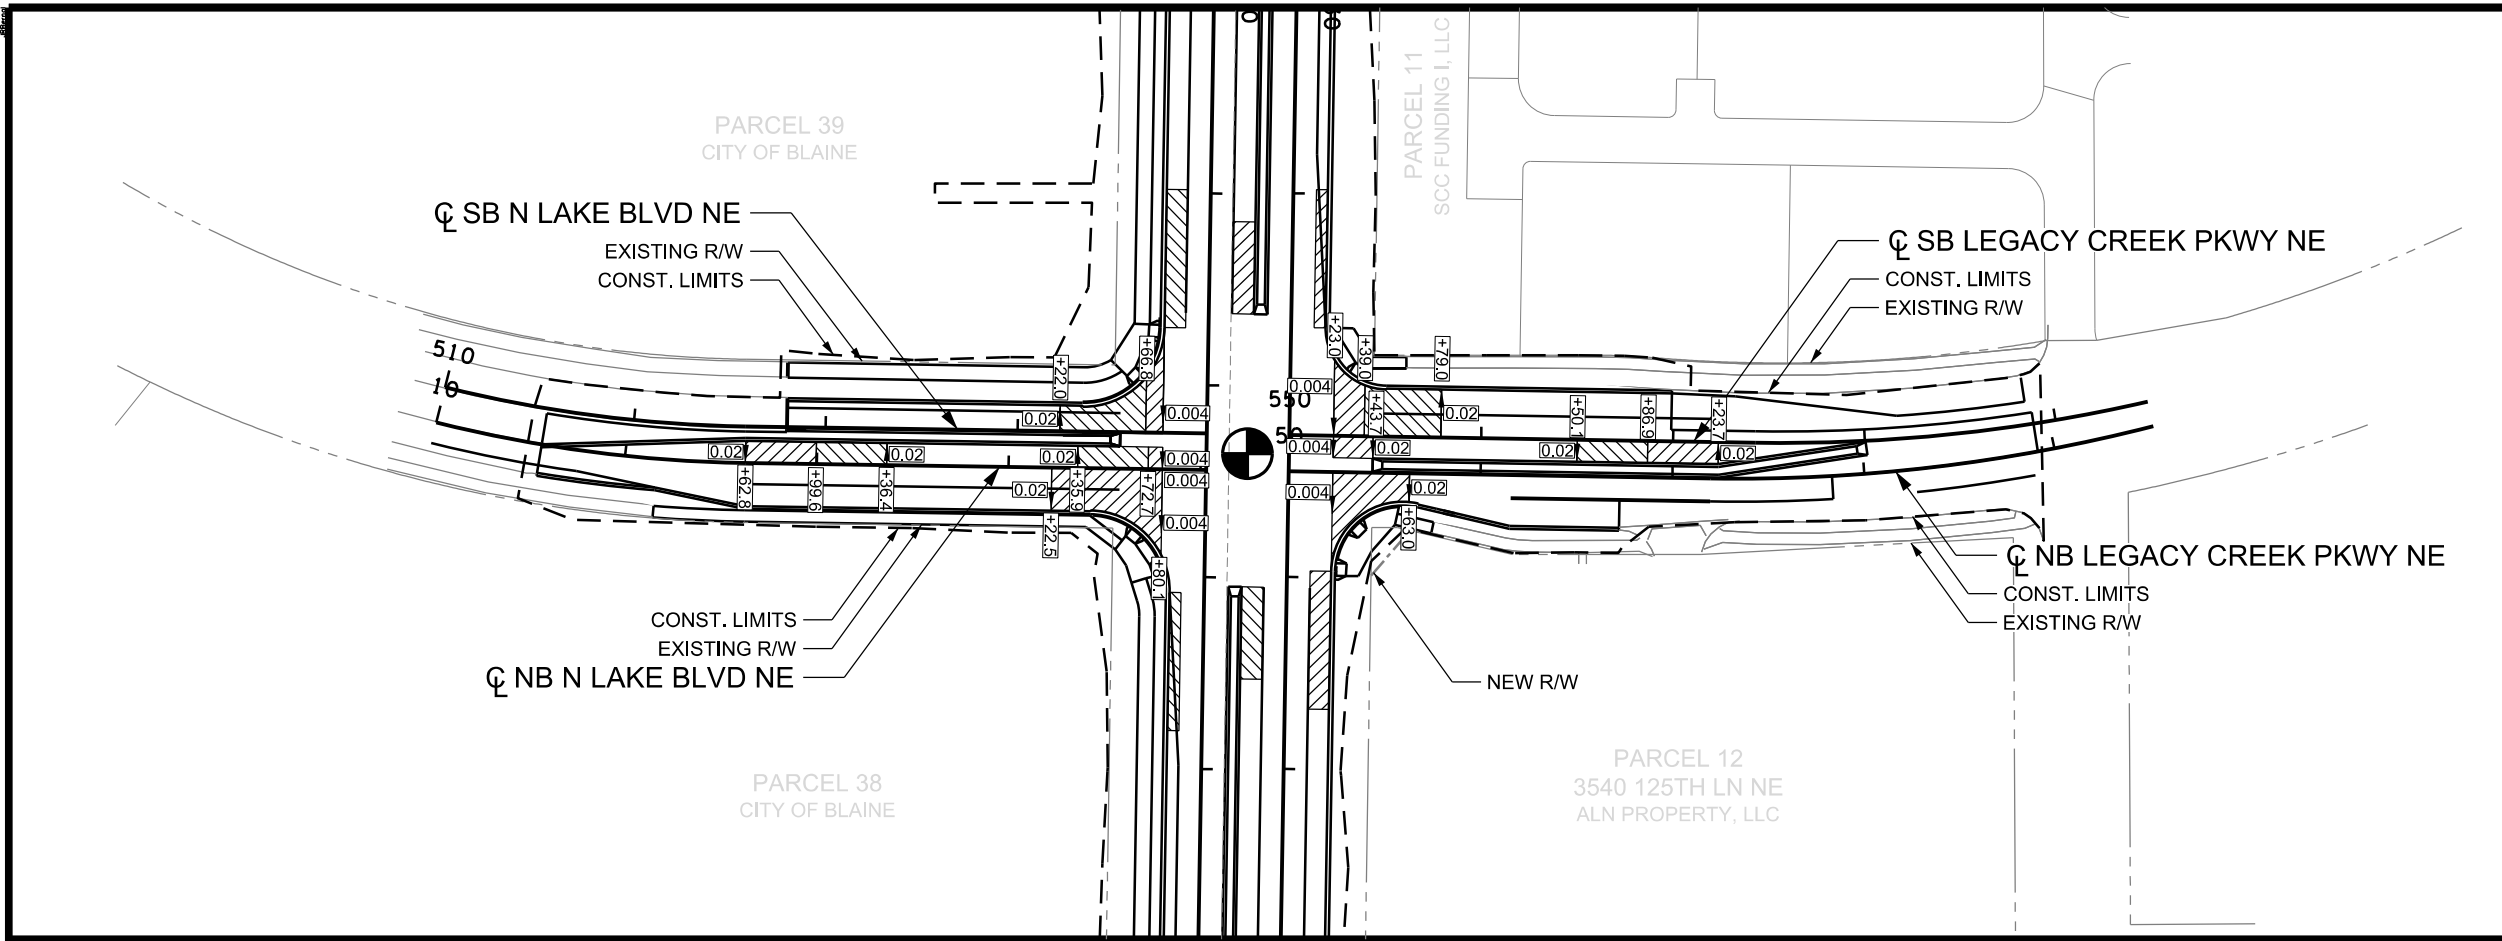 PARCEL 39
CITY OF BLAINE
PARCEL 11
SCC FUNDING I, LLC
℄ SB N LAKE BLVD NE
EXISTING R/W
CONST. LIMITS
℄ SB LEGACY CREEK PKWY NE
CONST. LIMITS
EXISTING R/W
510
10
550
50
+66.8
+22.0
0.02
0.004
+23.0
+39.0
+79.0
0.004
+43.7
0.02
+50.1
+86.9
+23.7
0.02
0.02
0.02
0.004
0.004
0.02
0.02
0.02
+62.8
+99.6
+36.4
0.02
+35.9
+72.7
0.004
0.004
0.004
0.02
+22.5
+80.1
+63.0
℄ NB LEGACY CREEK PKWY NE
CONST. LIMITS
EXISTING R/W
CONST. LIMITS
EXISTING R/W
℄ NB N LAKE BLVD NE
NEW R/W
PARCEL 38
CITY OF BLAINE
PARCEL 12
3540 125TH LN NE
ALN PROPERTY, LLC